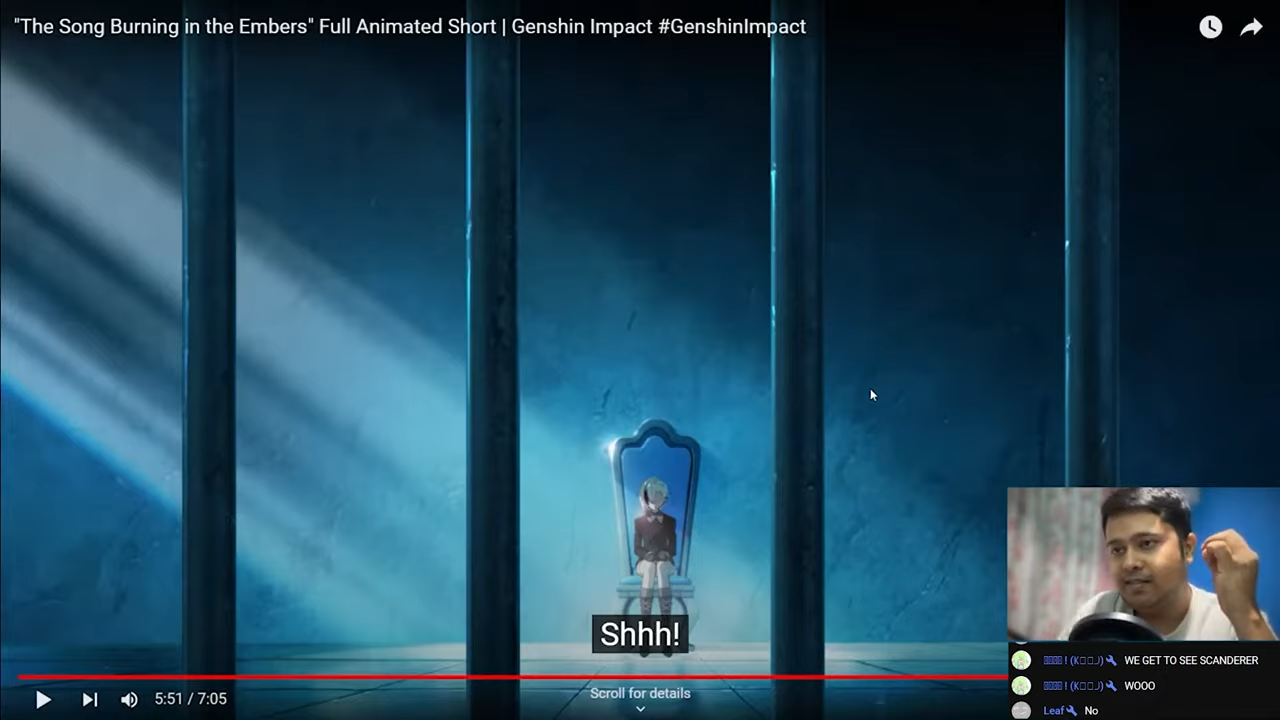 "The Song Burning in the Embers" Full Animated Short | Genshin Impact #GenshinImpact
Shhh!
5:51 / 7:05
Scroll for details
WE GET TO SEE SCANDERER
WOOO
Leaf No